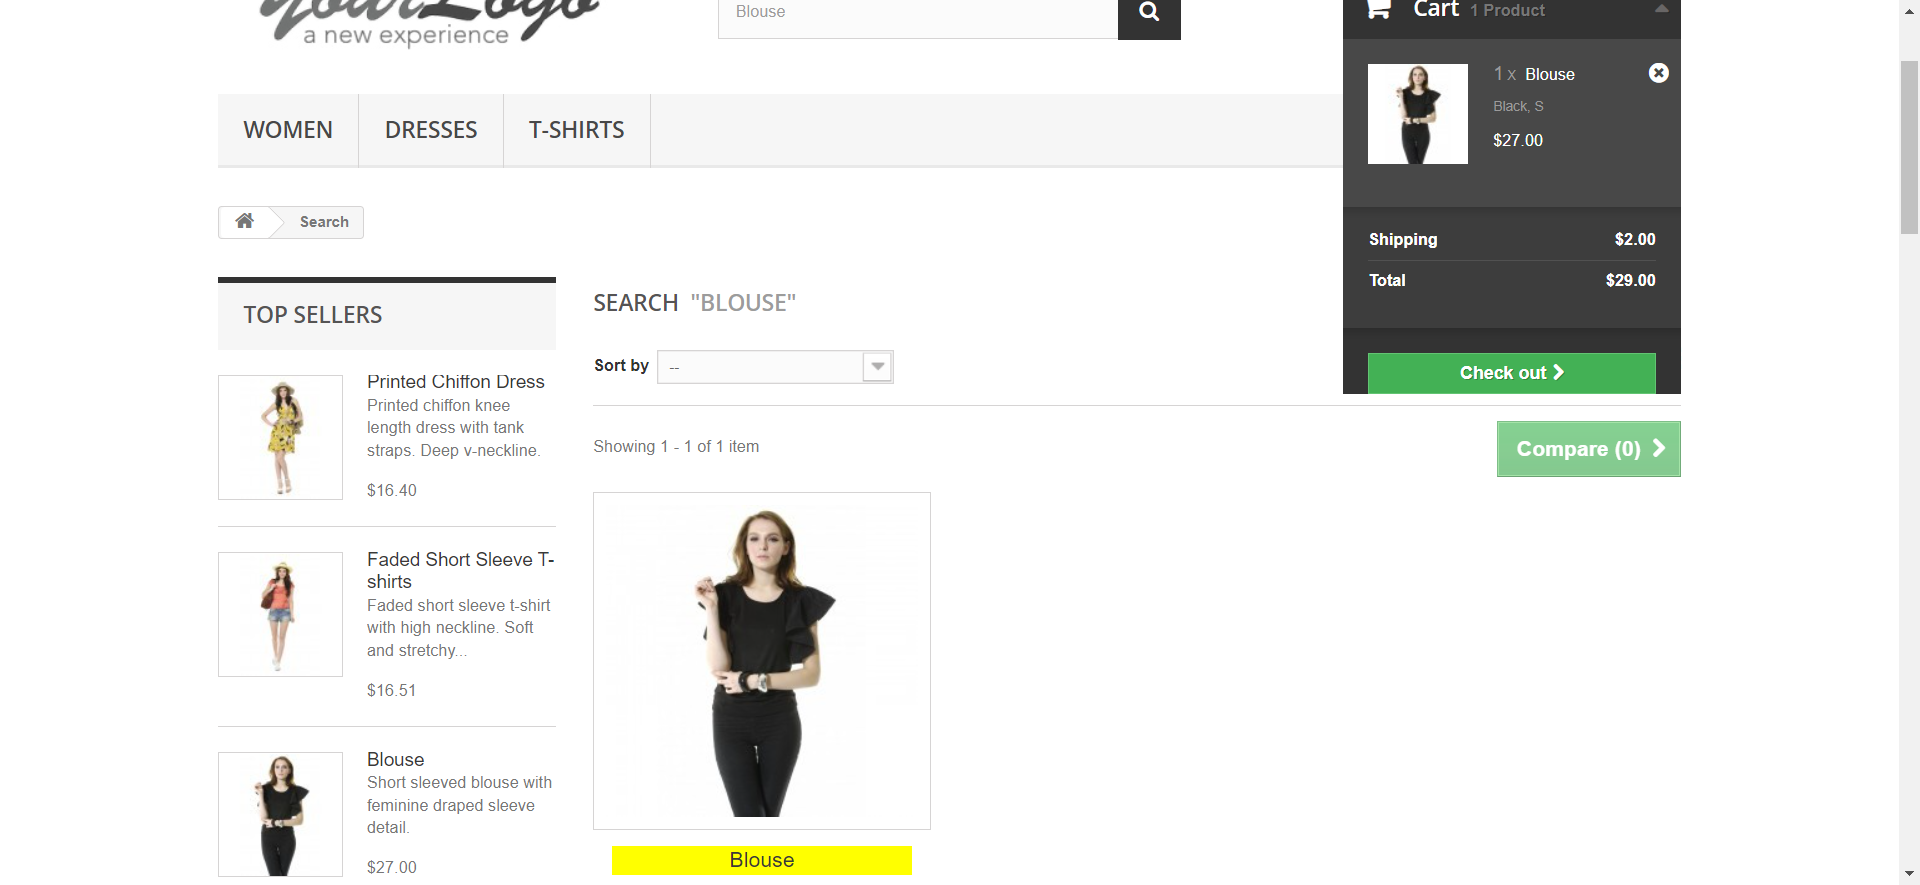 yourLogo
a new experience
Blouse
Cart 1 Product
1 x Blouse
Black, S
$27.00
Shipping $2.00
Total $29.00
Check out
WOMEN
DRESSES
T-SHIRTS
Search
TOP SELLERS
Printed Chiffon Dress
Printed chiffon knee
length dress with tank
straps. Deep v-neckline.
$16.40
Faded Short Sleeve T-
shirts
Faded short sleeve t-shirt
with high neckline. Soft
and stretchy...
$16.51
Blouse
Short sleeved blouse with
feminine draped sleeve
detail.
$27.00
SEARCH "BLOUSE"
Sort by --
Showing 1 - 1 of 1 item
Compare (0)
Blouse